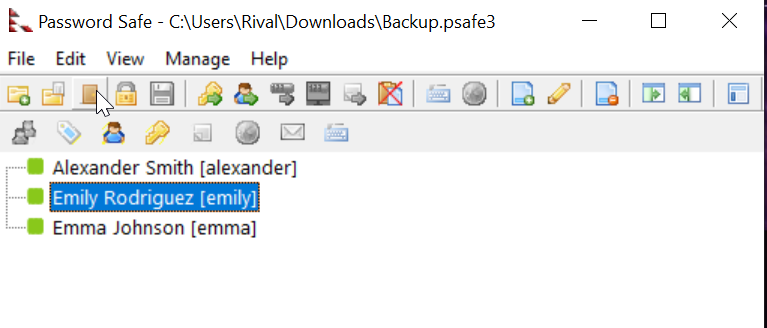 Password Safe - C:\Users\Rival\Downloads\Backup.psafe3
File Edit View Manage Help
Alexander Smith [alexander]
Emily Rodriguez [emily]
Emma Johnson [emma]